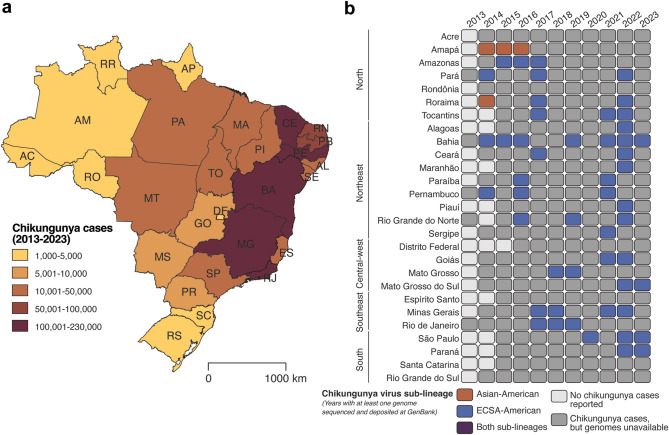 a
RR
AP
AM
PA
MA
CE
RN
PB
PE
PI
AL
SE
AC
RO
TO
BA
MT
DF
GO
MG
ES
MS
SP
RJ
PR
SC
RS
Chikungunya cases
(2013-2023)
1,000-5,000
5,001-10,000
10,001-50,000
50,001-100,000
100,001-230,000
0 1000 km
b
2013 2014 2015 2016 2017 2018 2019 2020 2021 2022 2023
North
Acre
Amapá
Amazonas
Pará
Rondônia
Roraima
Tocantins
Northeast
Alagoas
Bahia
Ceará
Maranhão
Paraíba
Pernambuco
Piauí
Rio Grande do Norte
Sergipe
Central-west
Distrito Federal
Goiás
Mato Grosso
Mato Grosso do Sul
Southeast
Espírito Santo
Minas Gerais
Rio de Janeiro
São Paulo
South
Paraná
Santa Catarina
Rio Grande do Sul
Chikungunya virus sub-lineage
(Years with at least one genome
sequenced and deposited at GenBank)
Asian-American
ECSA-American
Both sub-lineages
No chikungunya cases
reported
Chikungunya cases,
but genomes unavailable